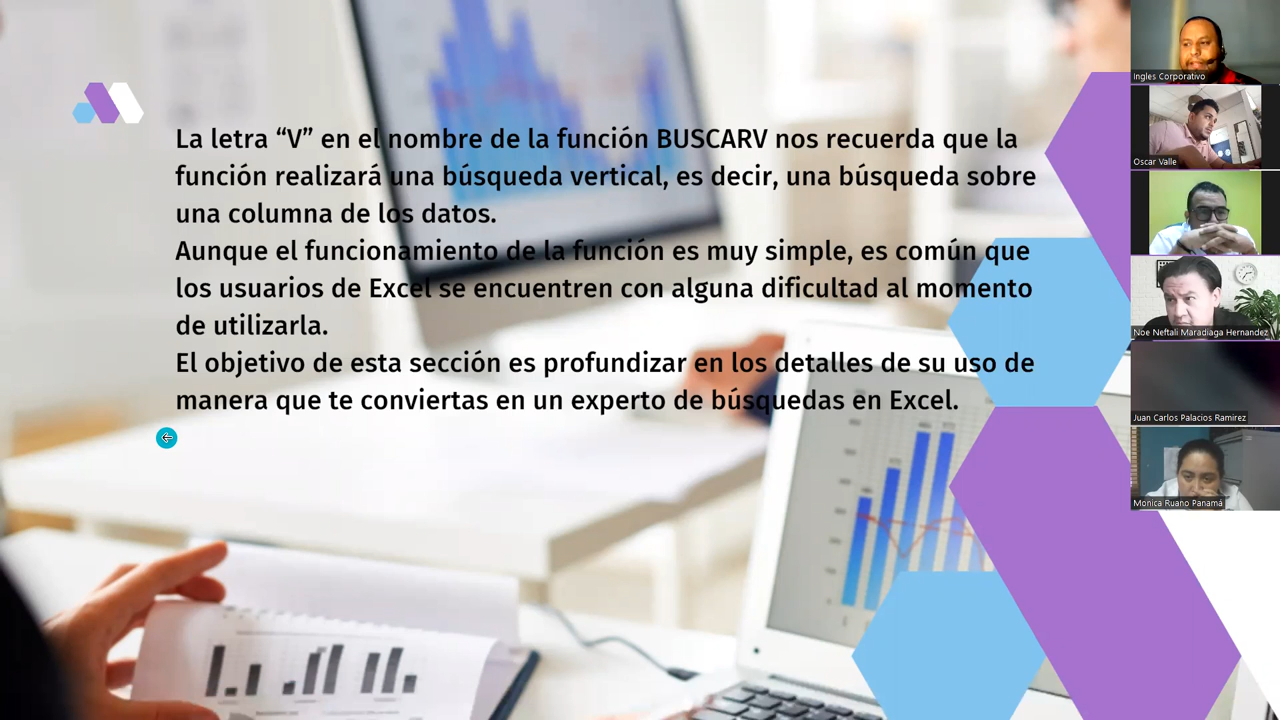 La letra “V” en el nombre de la función BUSCARV nos recuerda que la
función realizará una búsqueda vertical, es decir, una búsqueda sobre
una columna de los datos.
Aunque el funcionamiento de la función es muy simple, es común que
los usuarios de Excel se encuentren con alguna dificultad al momento
de utilizarla.
El objetivo de esta sección es profundizar en los detalles de su uso de
manera que te conviertas en un experto de búsquedas en Excel.
Ingles Corporativo
Oscar Valle
Noe Neftali Maradiaga Hernandez
Juan Carlos Palacios Ramirez
Monica Ruano Panamá